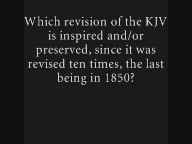 Which revision of the KJV
is inspired and/or
preserved, since it was
revised ten times, the last
being in 1850?